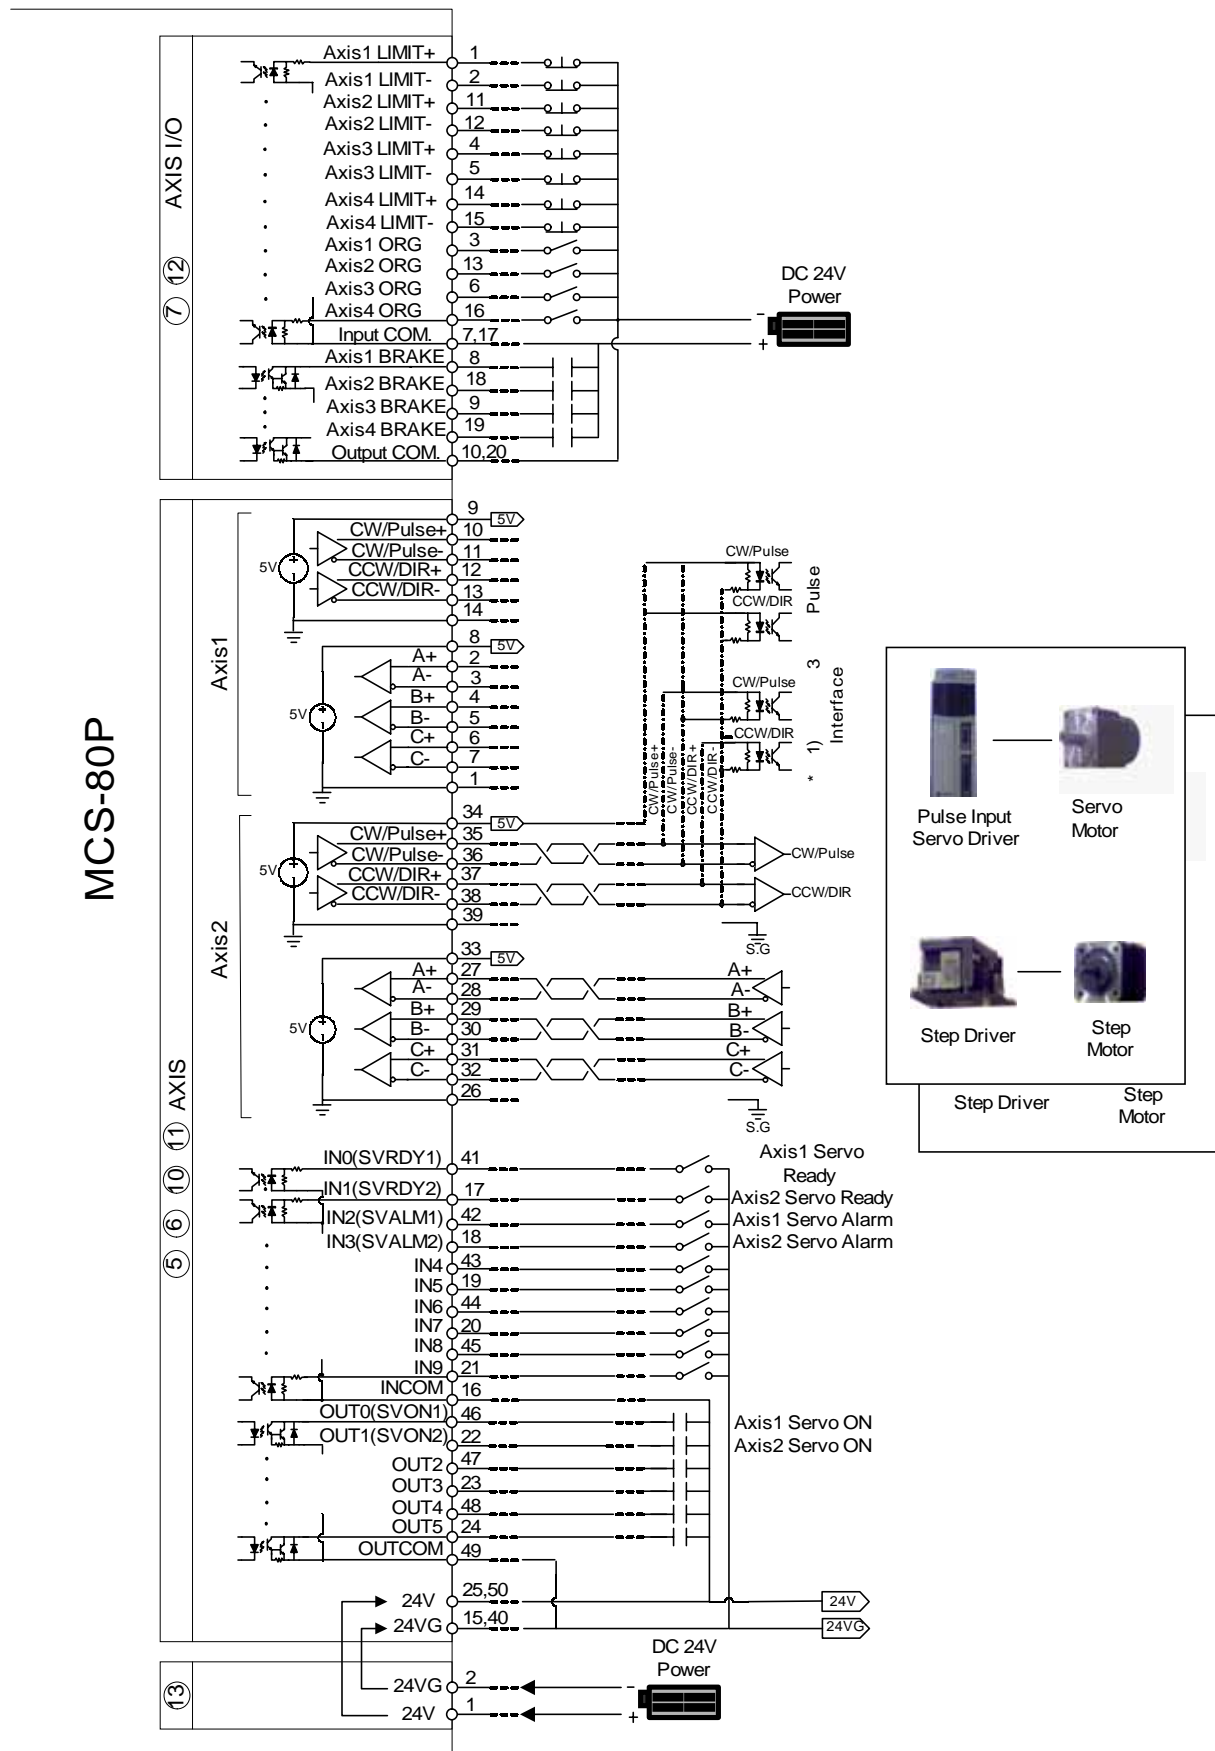 MCS-80P
⑦ ⑫ AXIS I/O
Axis1 LIMIT+ 1
Axis1 LIMIT- 2
Axis2 LIMIT+ 11
Axis2 LIMIT- 12
Axis3 LIMIT+ 4
Axis3 LIMIT- 5
Axis4 LIMIT+ 14
Axis4 LIMIT- 15
Axis1 ORG 3
Axis2 ORG 13
Axis3 ORG 6
Axis4 ORG 16
Input COM. 7,17
Axis1 BRAKE 8
Axis2 BRAKE 18
Axis3 BRAKE 9
Axis4 BRAKE 19
Output COM. 10,20
DC 24V
Power
-
+
⑤ ⑥ ⑩ ⑪ AXIS
Axis1
9 5V
CW/Pulse+ 10
CW/Pulse- 11
5V
CCW/DIR+ 12
CCW/DIR- 13
14
8 5V
A+ 2
A- 3
B+ 4
5V
B- 5
C+ 6
C- 7
1
Axis2
34 5V
CW/Pulse+ 35
CW/Pulse- 36
5V
CCW/DIR+ 37
CCW/DIR- 38
39
33 5V
A+ 27
A- 28
B+ 29
5V
B- 30
C+ 31
C- 32
26
CW/Pulse
CCW/DIR
CW/Pulse
CCW/DIR
* 1) 3 Pulse
Interface
CW/Pulse+
CW/Pulse-
CCW/DIR+
CCW/DIR-
CW/Pulse
CCW/DIR
S.G
A+
A-
B+
B-
C+
C-
S.G
Pulse Input
Servo Driver
Servo
Motor
Step Driver
Step
Motor
Step Driver
Step
Motor
IN0(SVRDY1) 41
Axis1 Servo
Ready
IN1(SVRDY2) 17 Axis2 Servo Ready
IN2(SVALM1) 42 Axis1 Servo Alarm
IN3(SVALM2) 18 Axis2 Servo Alarm
IN4 43
IN5 19
IN6 44
IN7 20
IN8 45
IN9 21
INCOM 16
OUT0(SVON1) 46 Axis1 Servo ON
OUT1(SVON2) 22 Axis2 Servo ON
OUT2 47
OUT3 23
OUT4 48
OUT5 24
OUTCOM 49
24V 25,50 24V
24VG 15,40 24VG
⑬
24VG 2
24V 1
DC 24V
Power
-
+